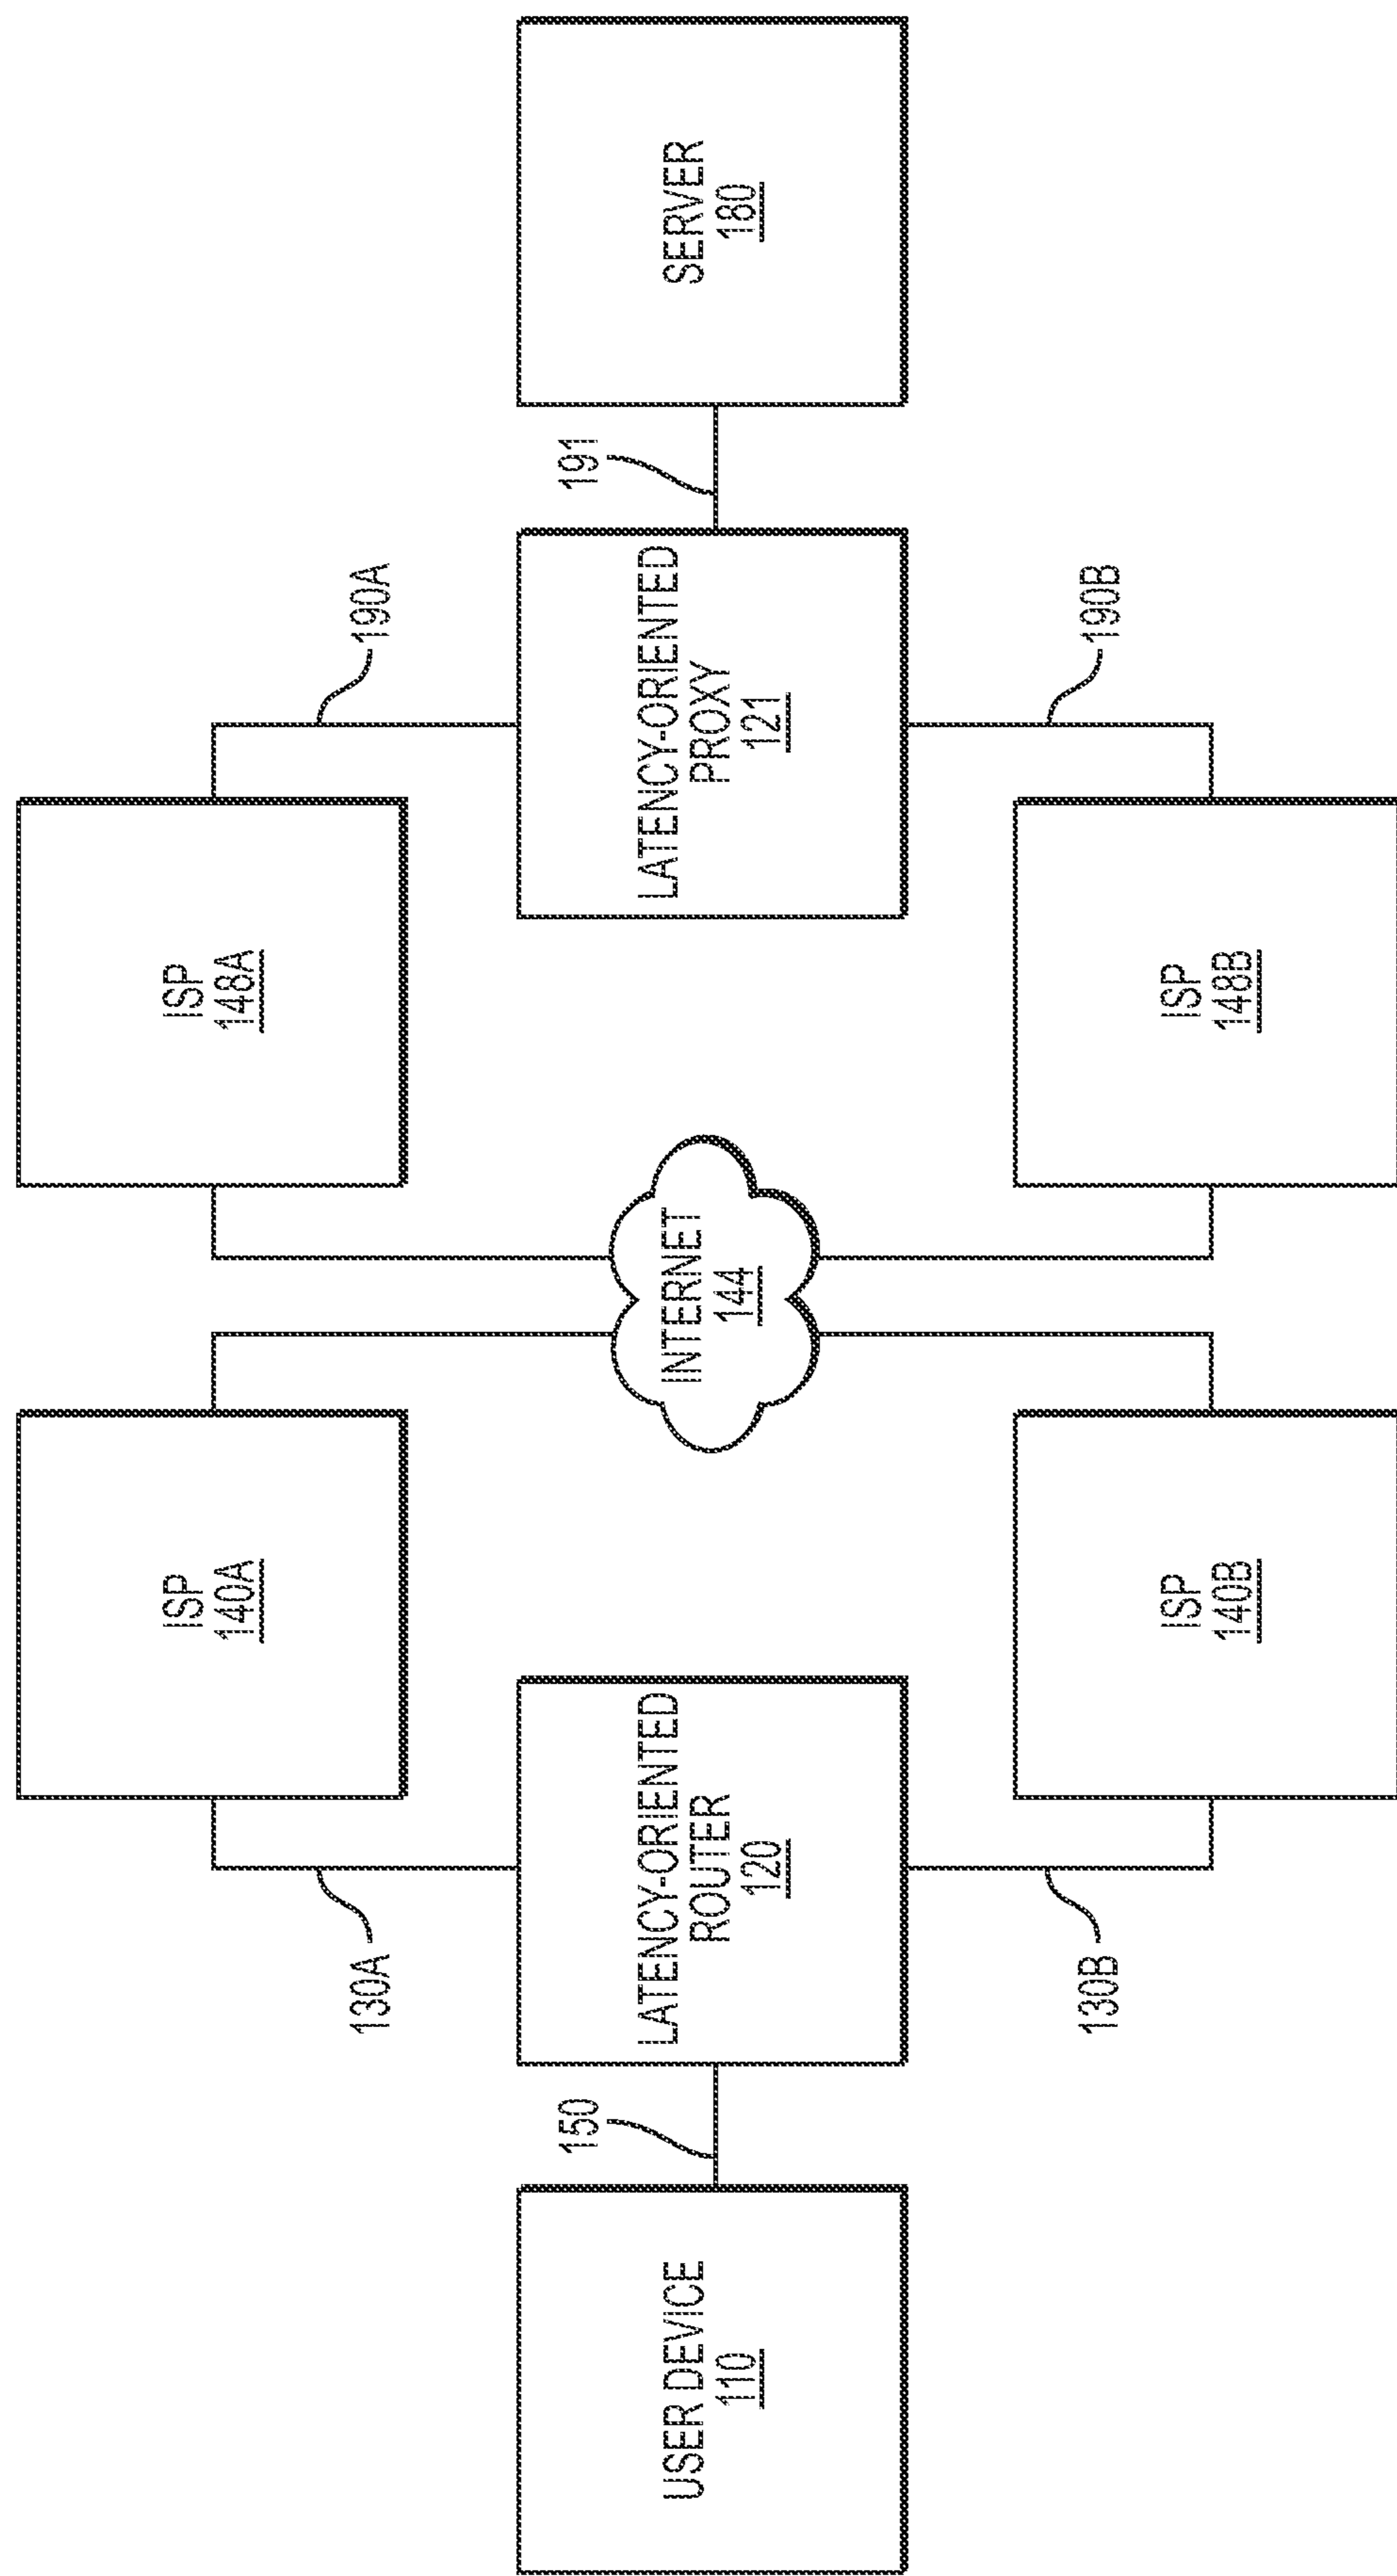 ISP
140A
ISP
148A
130A
190A
150
191
USER DEVICE
110
LATENCY-ORIENTED
ROUTER
120
INTERNET
144
LATENCY-ORIENTED
PROXY
121
SERVER
180
130B
190B
ISP
140B
ISP
148B